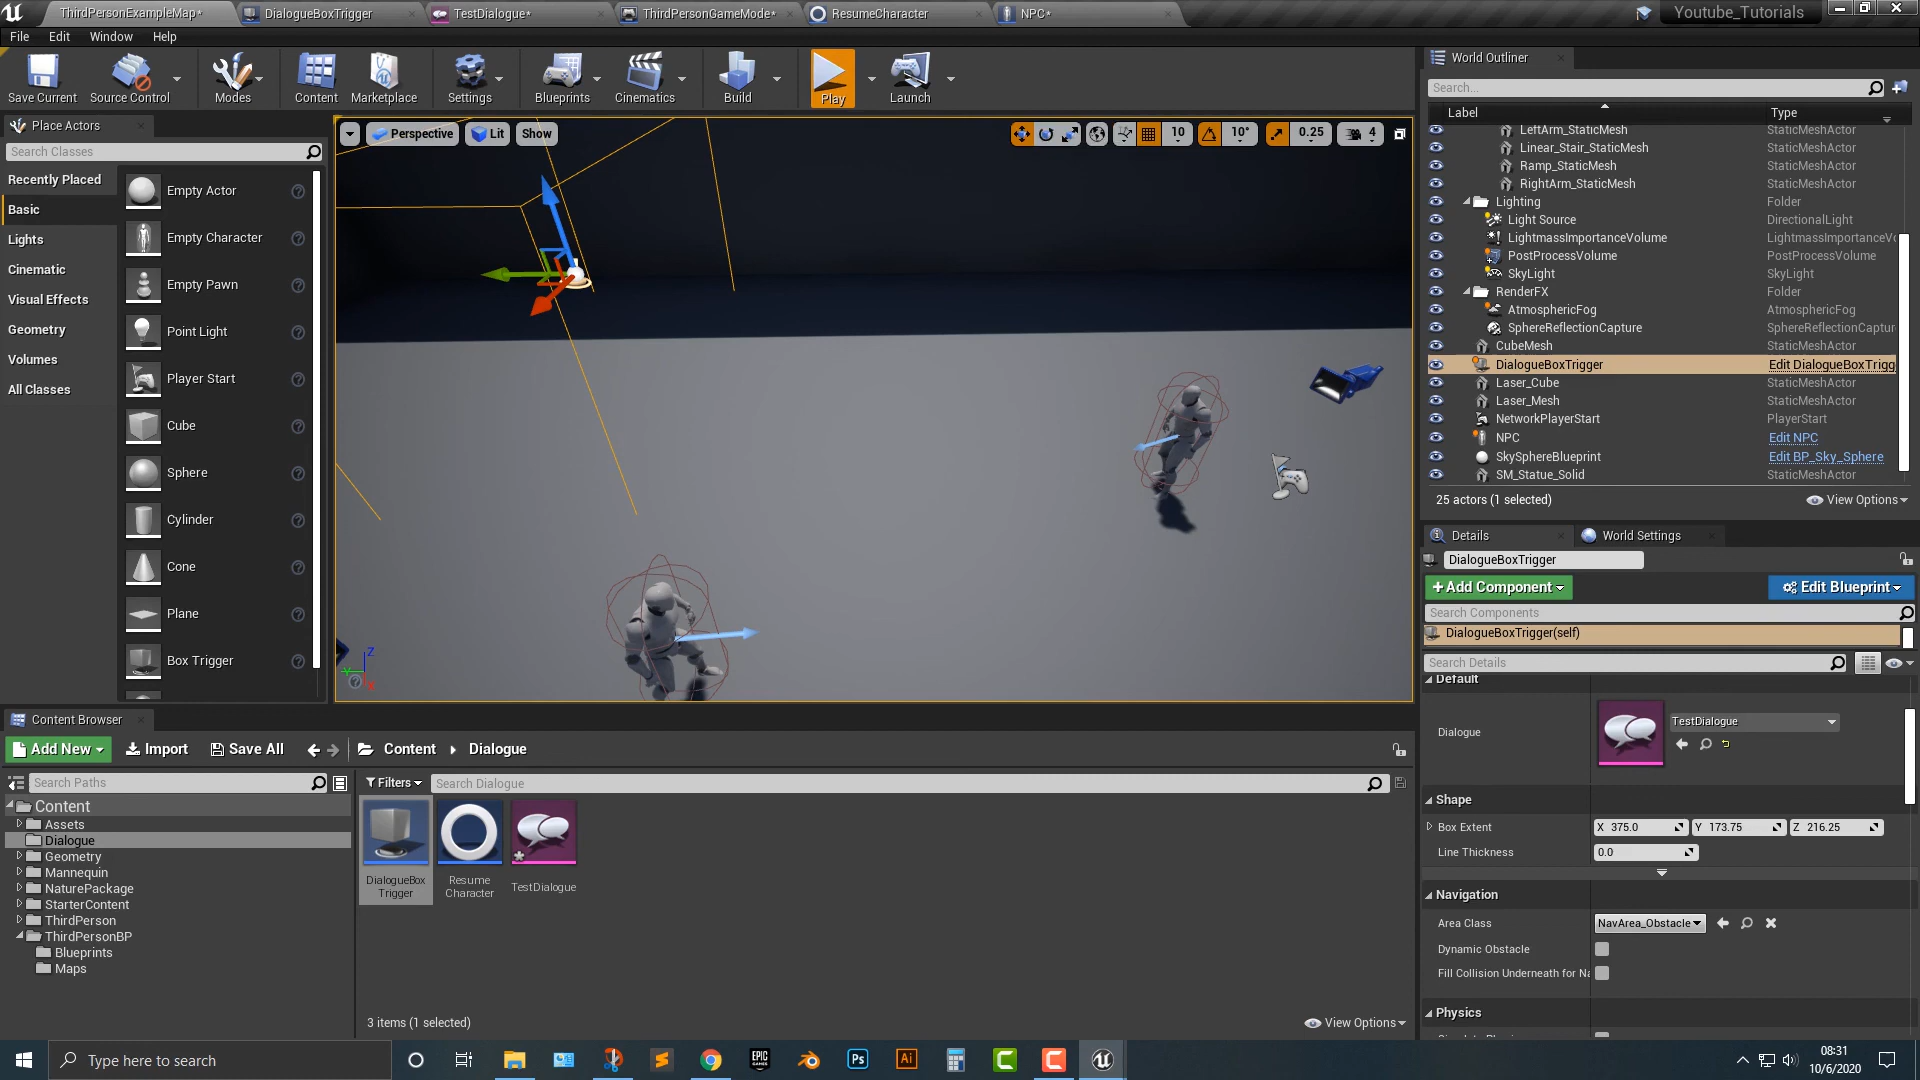 ThirdPersonExampleMap*
DialogueBoxTrigger
TestDialogue*
ThirdPersonGameMode*
ResumeCharacter
NPC*
Youtube_Tutorials
File Edit Window Help
Save Current
Source Control
Modes
Content
Marketplace
Settings
Blueprints
Cinematics
Build
Play
Launch
Place Actors
Search Classes
Recently Placed
Basic
Lights
Cinematic
Visual Effects
Geometry
Volumes
All Classes
Empty Actor
Empty Character
Empty Pawn
Point Light
Player Start
Cube
Sphere
Cylinder
Cone
Plane
Box Trigger
Perspective Lit Show
10 10° 0.25 4
Z
X
World Outliner
Search...
Label Type
LeftArm_StaticMesh StaticMeshActor
Linear_Stair_StaticMesh StaticMeshActor
Ramp_StaticMesh StaticMeshActor
RightArm_StaticMesh StaticMeshActor
Lighting Folder
Light Source DirectionalLight
LightmassImportanceVolume LightmassImportanceVo
PostProcessVolume PostProcessVolume
SkyLight SkyLight
RenderFX Folder
AtmosphericFog AtmosphericFog
SphereReflectionCapture SphereReflectionCaptur
CubeMesh StaticMeshActor
DialogueBoxTrigger Edit DialogueBoxTrigg
Laser_Cube StaticMeshActor
Laser_Mesh StaticMeshActor
NetworkPlayerStart PlayerStart
NPC Edit NPC
SkySphereBlueprint Edit BP_Sky_Sphere
SM_Statue_Solid StaticMeshActor
25 actors (1 selected) View Options
Details World Settings
DialogueBoxTrigger
+Add Component Edit Blueprint
Search Components
DialogueBoxTrigger(self)
Search Details
Default
Dialogue TestDialogue
Shape
Box Extent X 375.0 Y 173.75 Z 216.25
Line Thickness 0.0
Navigation
Area Class NavArea_Obstacle
Dynamic Obstacle
Fill Collision Underneath for Na
Physics
Content Browser
Add New Import Save All Content Dialogue
Search Paths
Filters Search Dialogue
Content
Assets
Dialogue
Geometry
Mannequin
NaturePackage
StarterContent
ThirdPerson
ThirdPersonBP
Blueprints
Maps
DialogueBox
Trigger
Resume
Character
TestDialogue
3 items (1 selected) View Options
Type here to search
EPIC
GAMES
Ps
Ai
08:31
10/6/2020